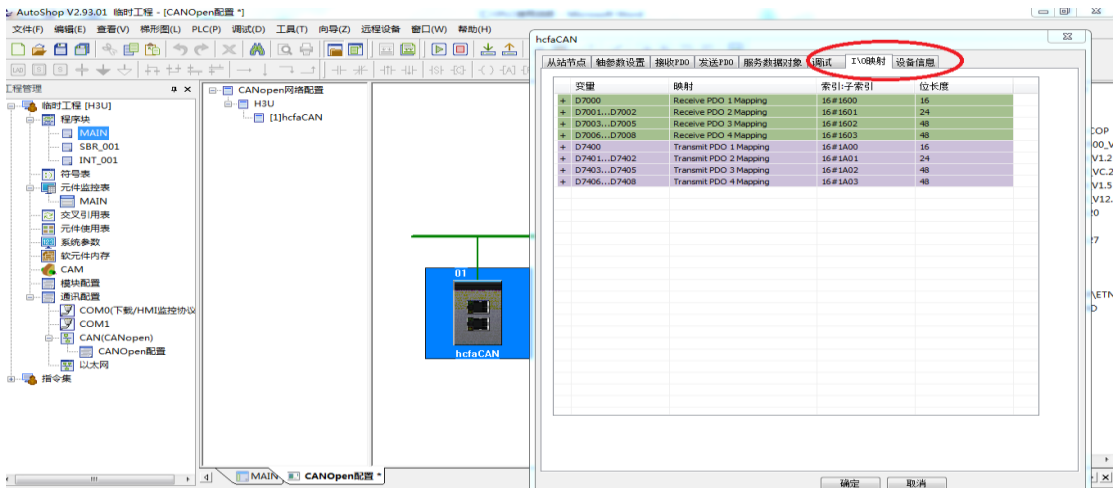 AutoShop V2.93.01 临时工程 - [CANOpen配置 *]
文件(F) 编辑(E) 查看(V) 梯形图(L) PLC(P) 调试(D) 工具(T) 向导(Z) 远程设备 窗口(W) 帮助(H)
工程管理
临时工程 [H3U]
程序块
MAIN
SBR_001
INT_001
符号表
元件监控表
MAIN
交叉引用表
元件使用表
系统参数
软元件内存
CAM
模块配置
通讯配置
COM0(下载/HMI监控协议
COM1
CAN(CANopen)
CANOpen配置
以太网
指令集
CANOpen网络配置
H3U
[1]hcfaCAN
01
hcfaCAN
MAIN
CANOpen配置 *
hcfaCAN
从站节点 轴参数设置 接收PDO 发送PDO 服务数据对象 调试 I\O映射 设备信息
变量 映射 索引:子索引 位长度
+ D7000 Receive PDO 1 Mapping 16#1600 16
+ D7001...D7002 Receive PDO 2 Mapping 16#1601 24
+ D7003...D7005 Receive PDO 3 Mapping 16#1602 48
+ D7006...D7008 Receive PDO 4 Mapping 16#1603 48
+ D7400 Transmit PDO 1 Mapping 16#1A00 16
+ D7401...D7402 Transmit PDO 2 Mapping 16#1A01 24
+ D7403...D7405 Transmit PDO 3 Mapping 16#1A02 48
+ D7406...D7408 Transmit PDO 4 Mapping 16#1A03 48
确定 取消
COP
00_V
V1.2
_VC.2
V1.5
V12.
20
27
\ETN
D